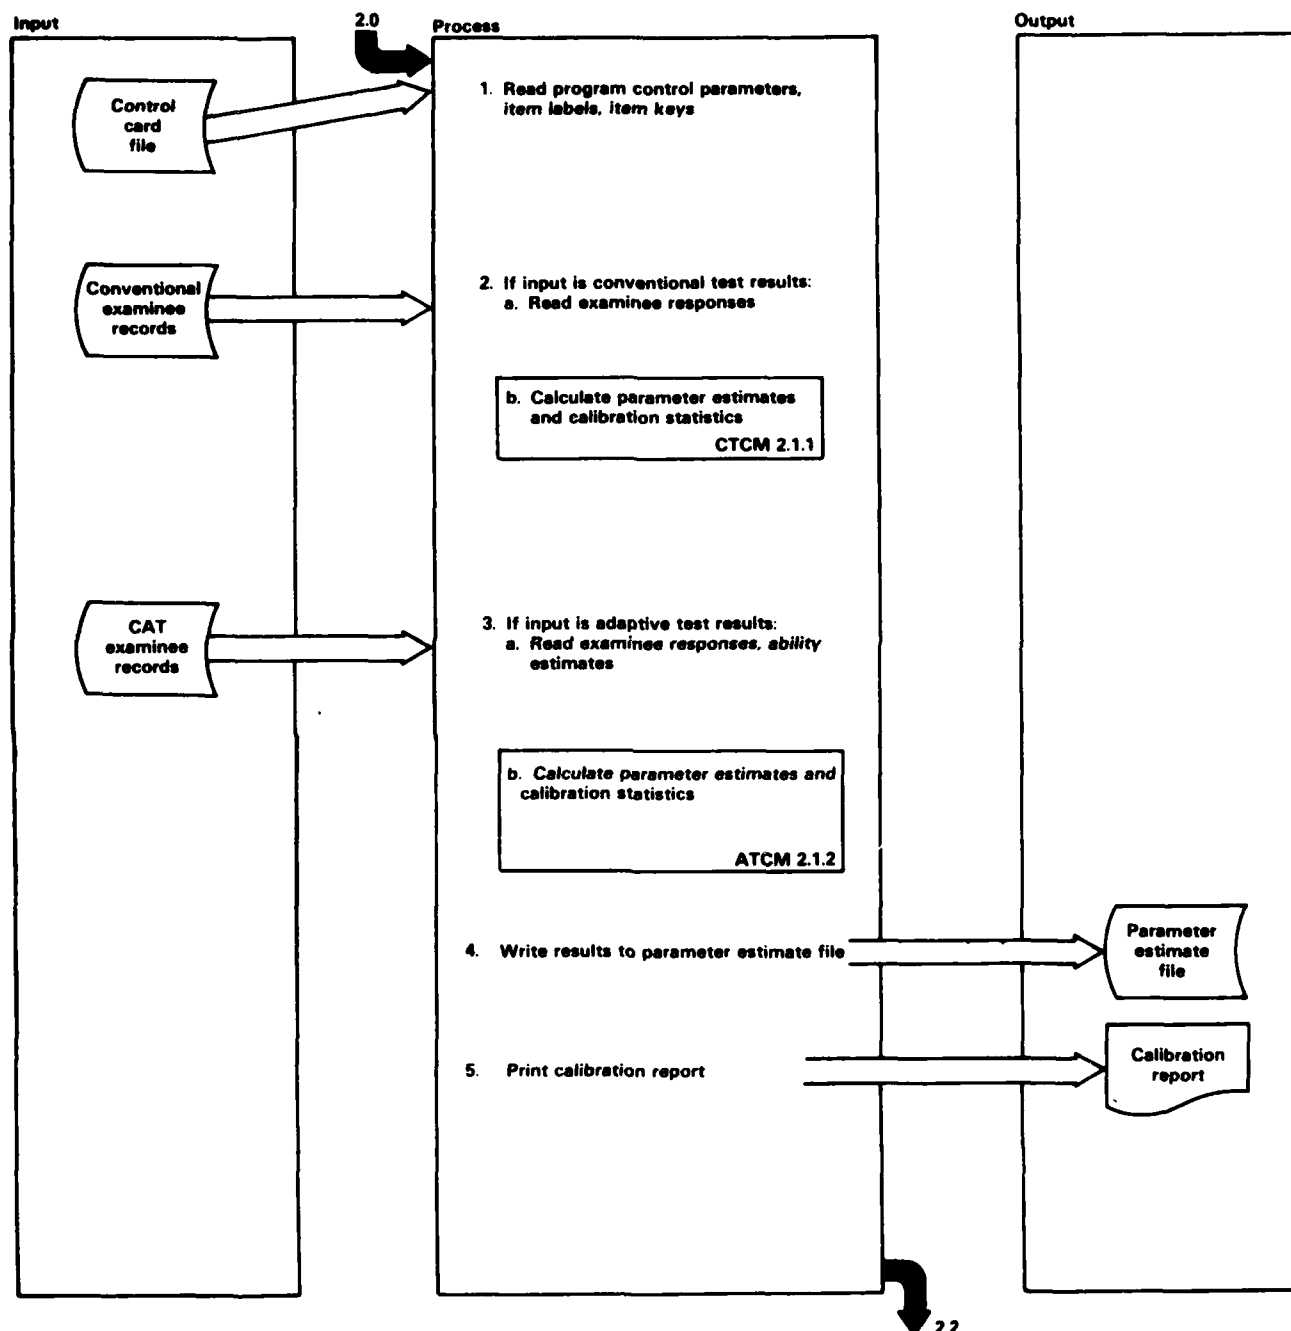 Input
2.0
Process
Output
Control
card
file
1. Read program control parameters,
item labels, item keys
Conventional
examinee
records
2. If input is conventional test results:
a. Read examinee responses
b. Calculate parameter estimates
and calibration statistics
CTCM 2.1.1
CAT
examinee
records
3. If input is adaptive test results:
a. Read examinee responses, ability
estimates
b. Calculate parameter estimates and
calibration statistics
ATCM 2.1.2
4. Write results to parameter estimate file
Parameter
estimate
file
5. Print calibration report
Calibration
report
2.2